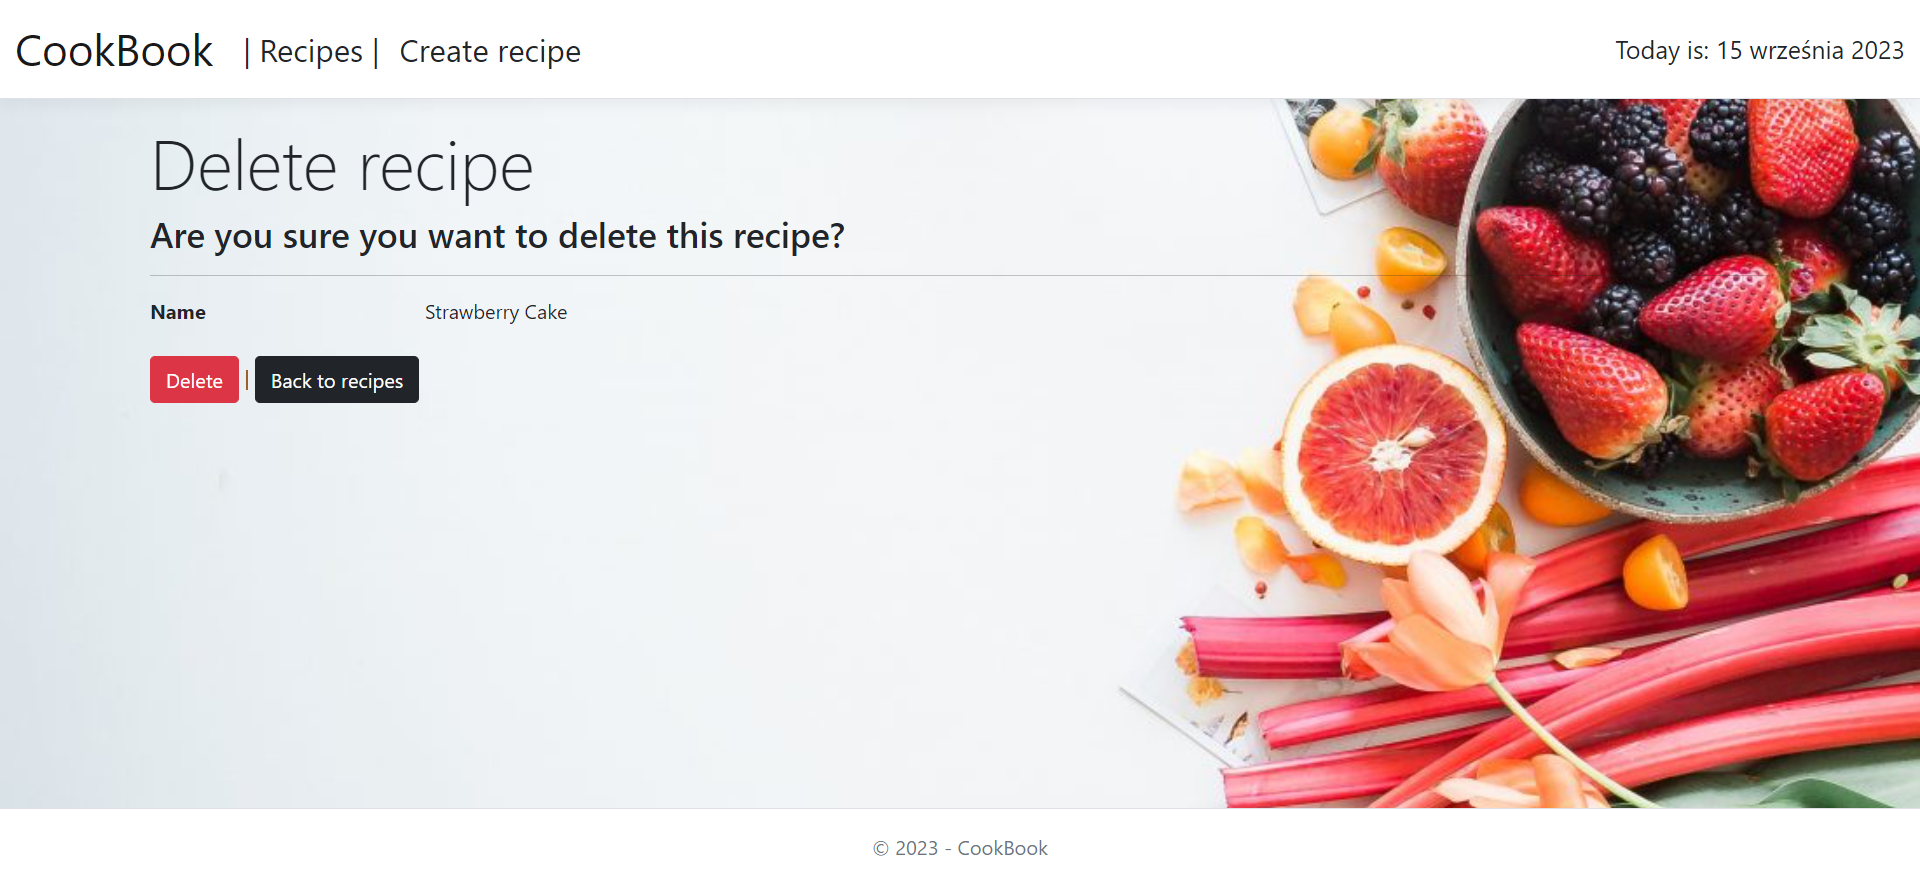 CookBook | Recipes | Create recipe Today is: 15 września 2023
Delete recipe
Are you sure you want to delete this recipe?
Name Strawberry Cake
Delete | Back to recipes
© 2023 - CookBook